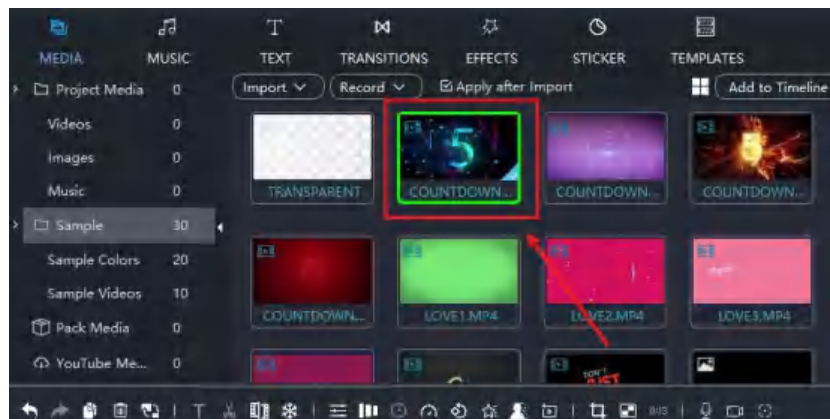 MEDIA MUSIC TEXT TRANSITIONS EFFECTS STICKER TEMPLATES
Project Media 0 Import Record Apply after Import Add to Timeline
Videos 0
Images 0
Music 0
TRANSPARENT COUNTDOWN... COUNTDOWN... COUNTDOWN...
Sample 30
Sample Colors 20
Sample Videos 10
COUNTDOWN... LOVE1.MP4 LOVE2.MP4 LOVE3.MP4
Pack Media 0
YouTube Me... 0
DON'T
JUST